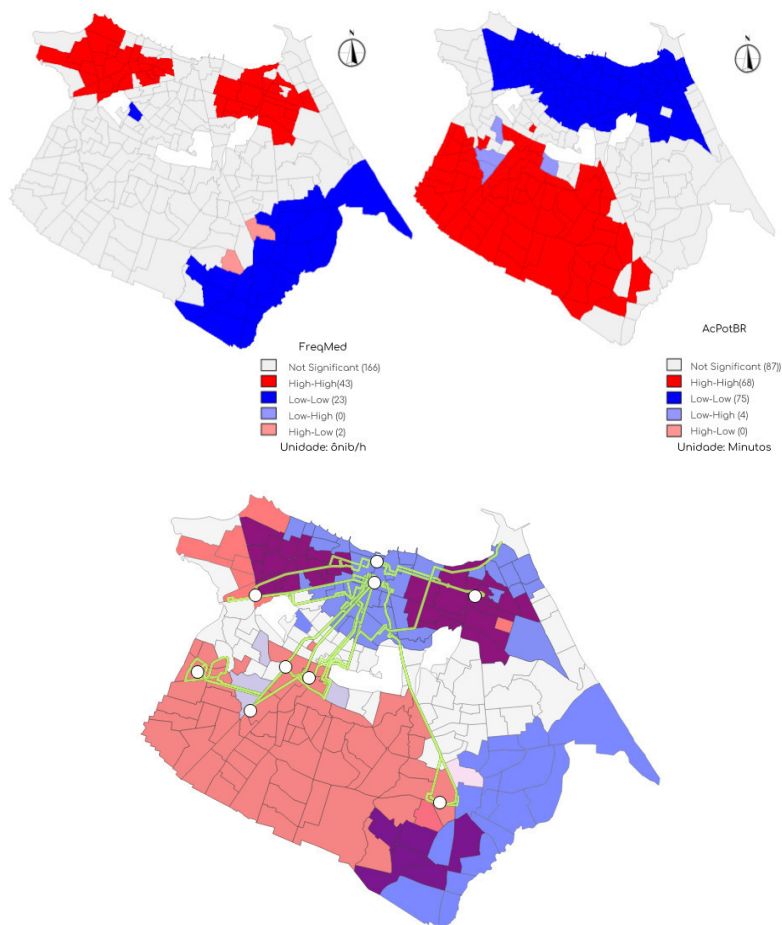 FreqMed
Not Significant (166)
High-High(43)
Low-Low (23)
Low-High (0)
High-Low (2)
Unidade: ônib/h
AcPotBR
Not Significant (87))
High-High(68)
Low-Low (75)
Low-High (4)
High-Low (0)
Unidade: Minutos